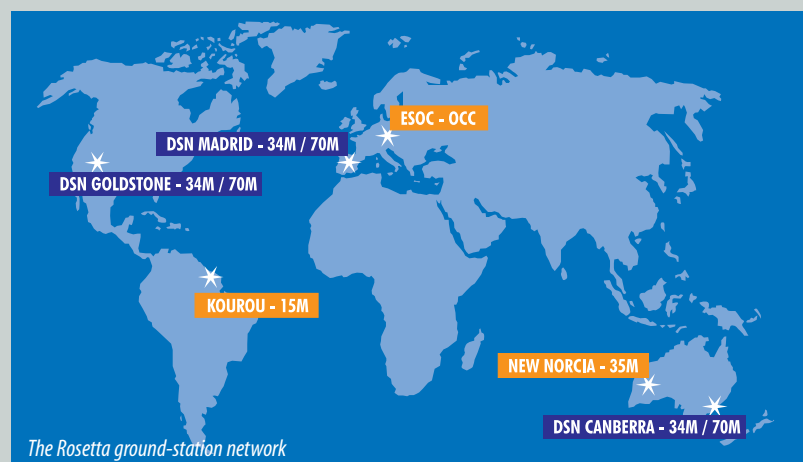 ESOC - OCC
DSN MADRID - 34M / 70M
DSN GOLDSTONE - 34M / 70M
KOUROU - 15M
NEW NORCIA - 35M
DSN CANBERRA - 34M / 70M
The Rosetta ground-station network